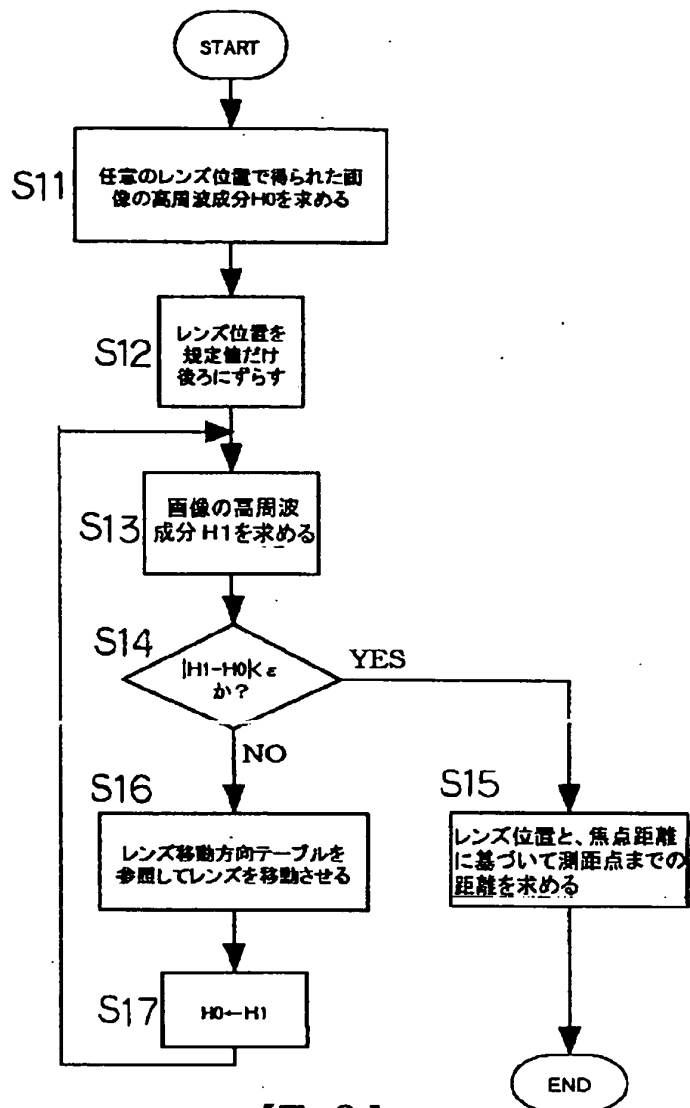 START
S11
任意のレンズ位置で得られた画
像の高周波成分H0を求める
S12
レンズ位置を
規定値だけ
後ろにずらす
S13
画像の高周波
成分H1を求める
S14
|H1-H0|<ε
か?
YES
NO
S16
レンズ移動方向テーブルを
参照してレンズを移動させる
S15
レンズ位置と、焦点距離
に基づいて測距点までの
距離を求める
S17
H0←H1
END